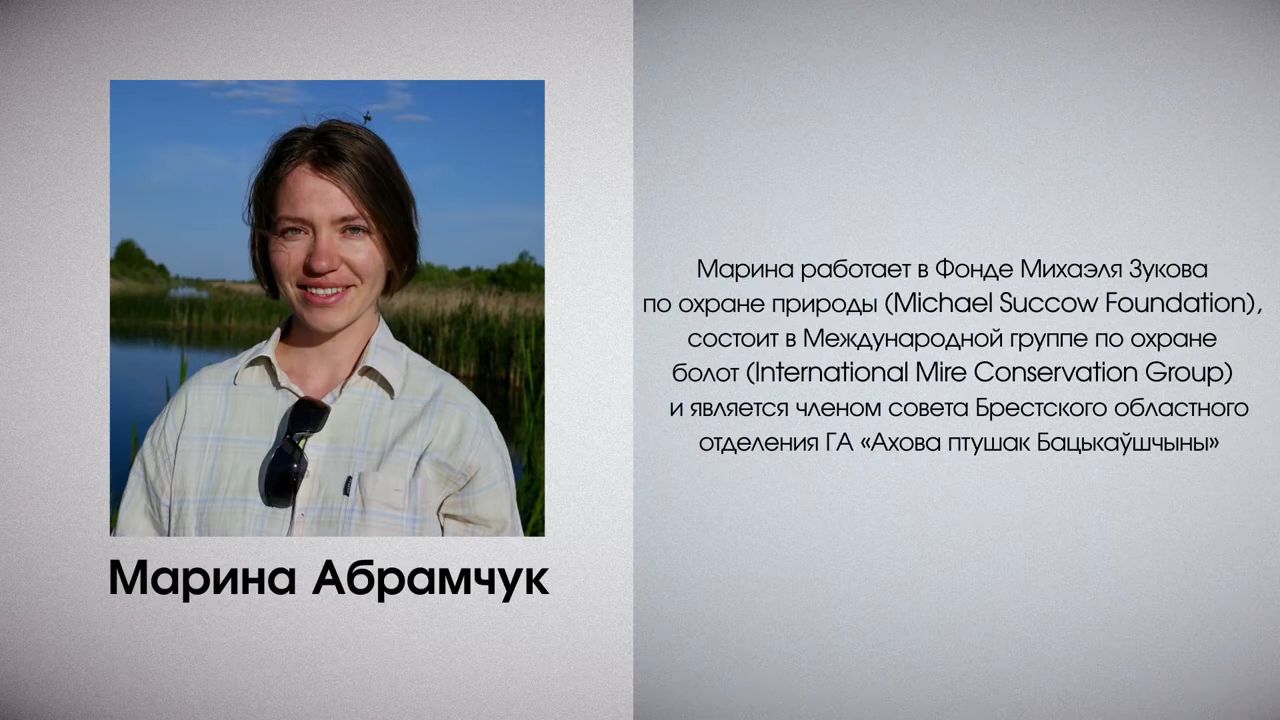 Марина Абрамчук
Марина работает в Фонде Михаэля Зукова
по охране природы (Michael Succow Foundation),
состоит в Международной группе по охране
болот (International Mire Conservation Group)
и является членом совета Брестского областного
отделения ГА «Ахова птушак Бацькаўшчыны»